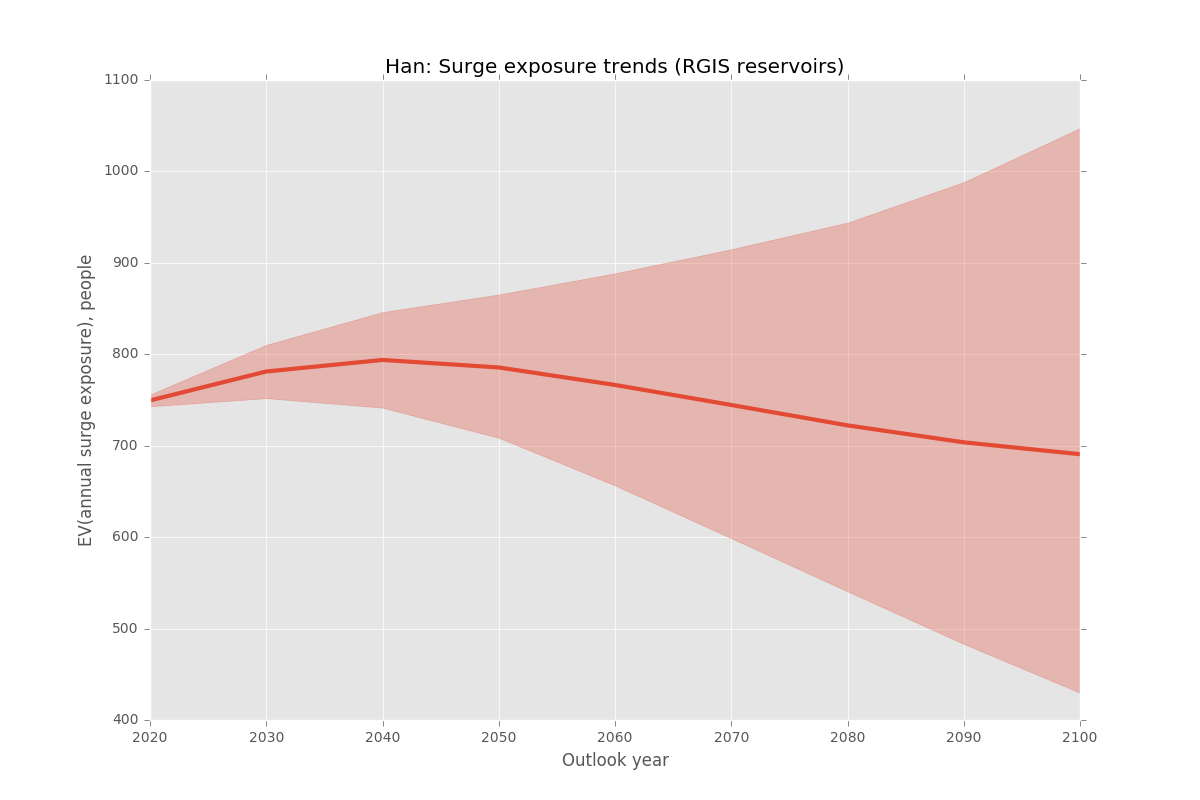 Han: Surge exposure trends (RGIS reservoirs)
1100
1000
900
800
700
600
500
400
EV(annual surge exposure), people
2020 2030 2040 2050 2060 2070 2080 2090 2100
Outlook year